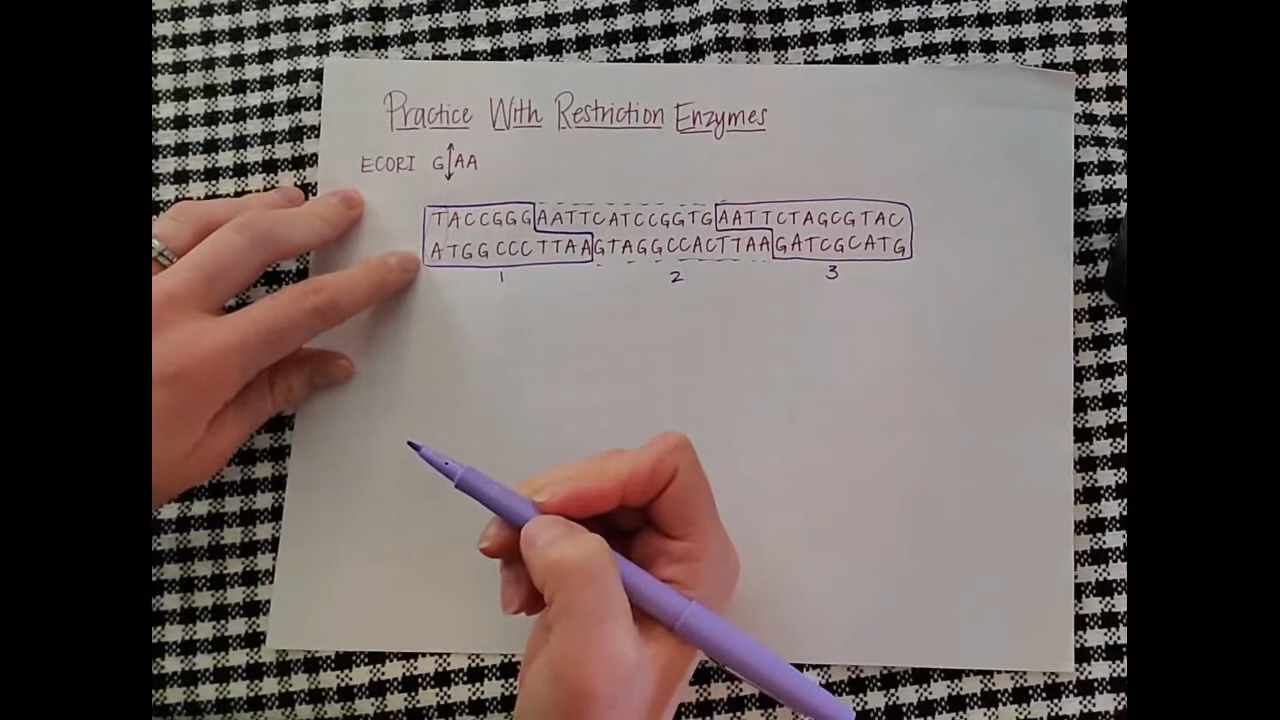 Practice With Restriction Enzymes
ECORI G↕AA
TACCGGGAATTCATCCGGTGAATTCTAGCGTAC
ATGGCCCTTAAGTAGGCCACTTAAGATCGCATG
1 2 3